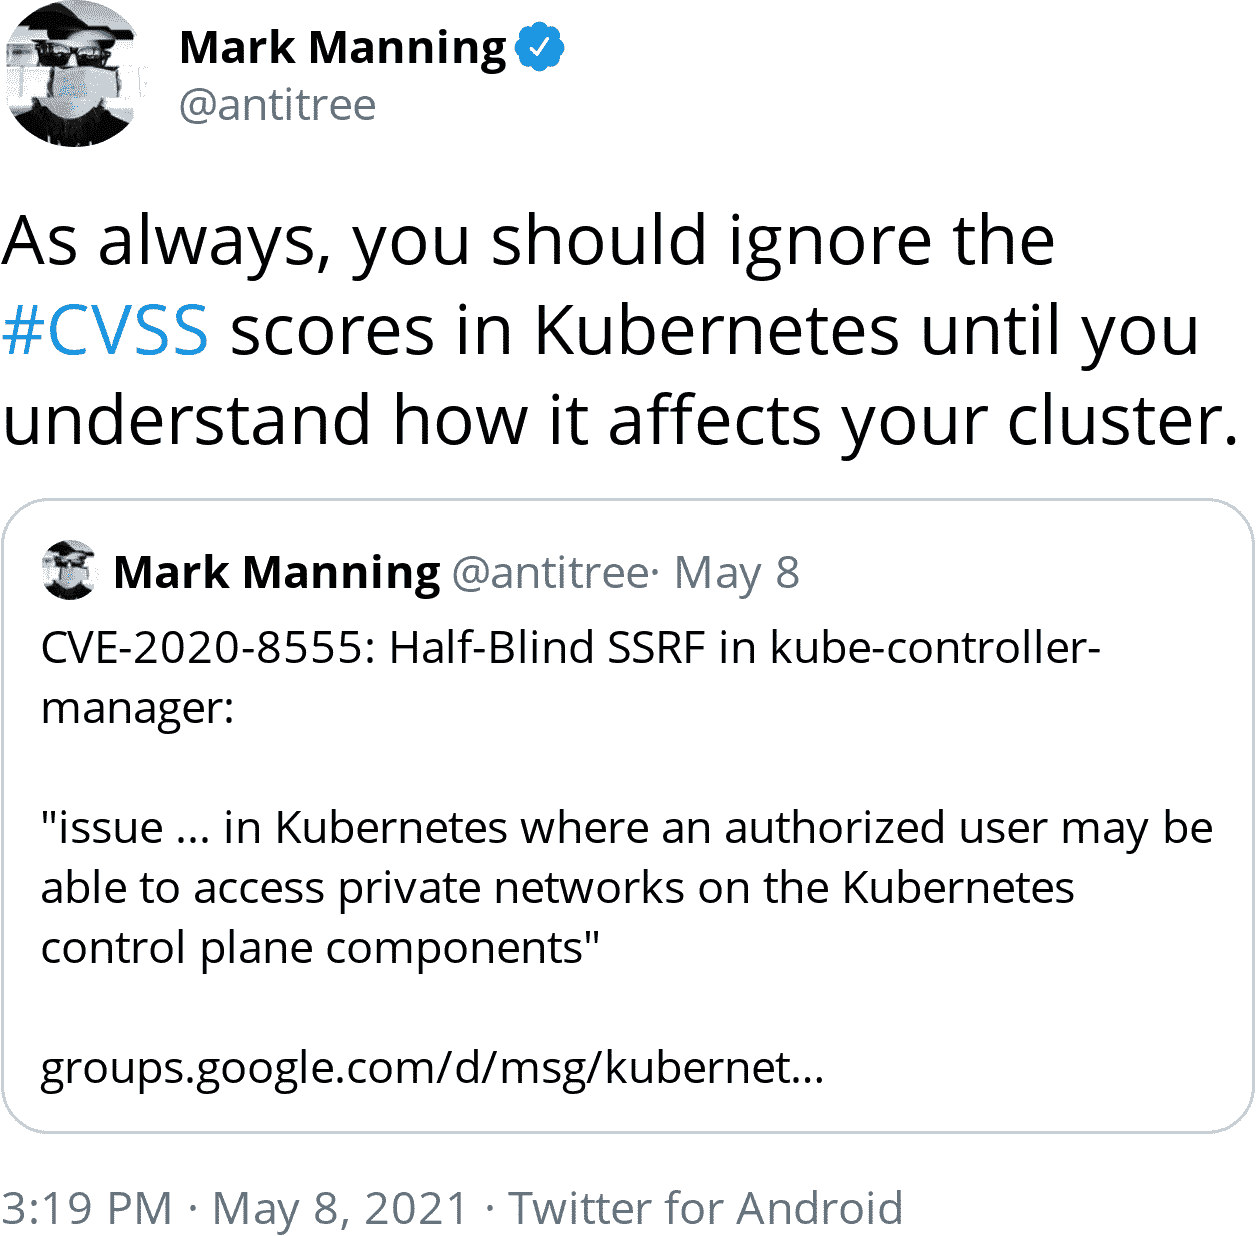 Mark Manning
@antitree
As always, you should ignore the
#CVSS scores in Kubernetes until you
understand how it affects your cluster.
Mark Manning @antitree· May 8
CVE-2020-8555: Half-Blind SSRF in kube-controller-
manager:
"issue ... in Kubernetes where an authorized user may be
able to access private networks on the Kubernetes
control plane components"
groups.google.com/d/msg/kubernet...
3:19 PM · May 8, 2021 · Twitter for Android